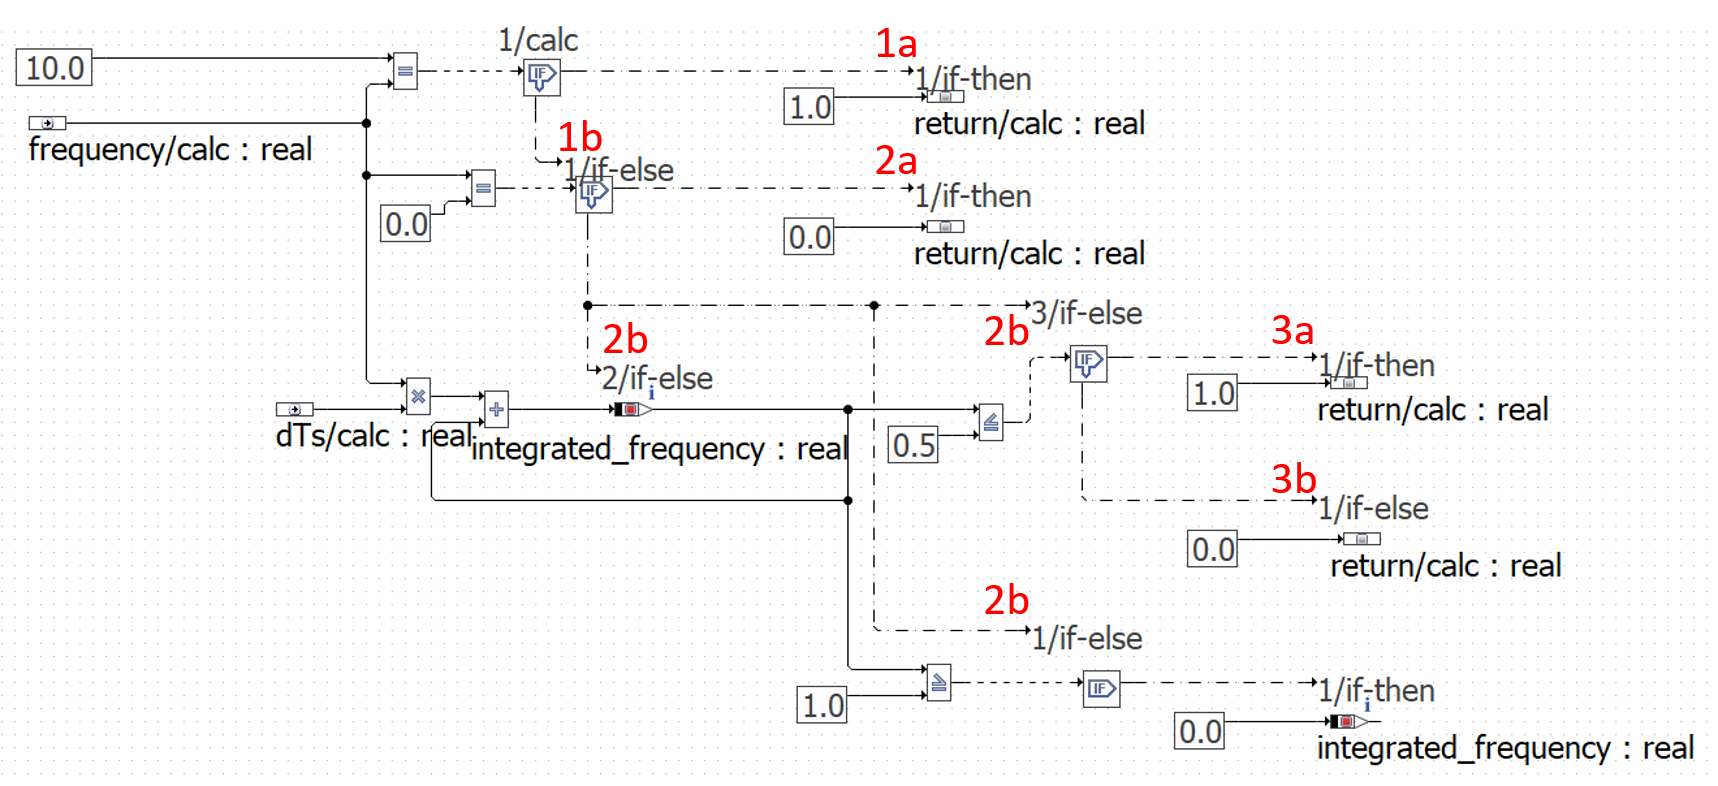 1/calc
1a
10.0
1/if-then
1.0
return/calc : real
frequency/calc : real
1b
1/if-else
2a
1/if-then
0.0
0.0
return/calc : real
3/if-else
2b
2b
3a
2/if-else
1/if-then
1.0
return/calc : real
dTs/calc : real
integrated_frequency : real
0.5
3b
1/if-else
0.0
return/calc : real
2b
1/if-else
1/if-then
1.0
0.0
integrated_frequency : real
IF
IF
IF
IF
i
i